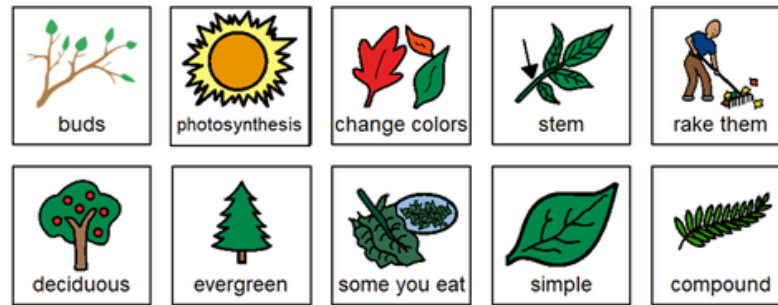 buds
photosynthesis
change colors
stem
rake them
deciduous
evergreen
some you eat
simple
compound